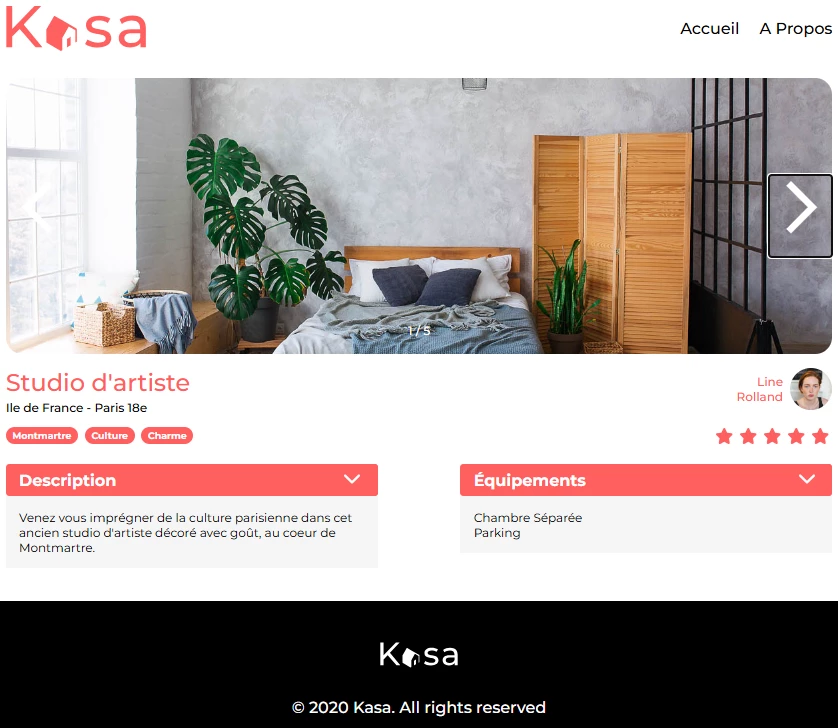 Kasa
Accueil A Propos
1 / 5
Studio d'artiste
Ile de France - Paris 18e
Line
Rolland
Montmartre Culture Charme
Description
Venez vous imprégner de la culture parisienne dans cet
ancien studio d'artiste décoré avec goût, au coeur de
Montmartre.
Équipements
Chambre Séparée
Parking
Kasa
© 2020 Kasa. All rights reserved